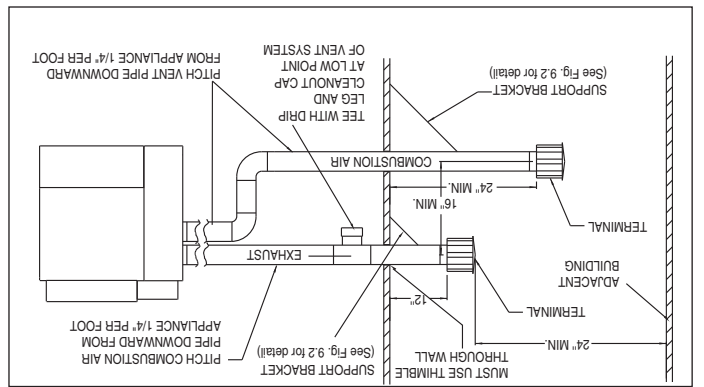 MUST USE THIMBLE
THROUGH WALL
24" MIN.
PITCH COMBUSTION AIR
PIPE DOWNWARD FROM
APPLIANCE 1/4" PER FOOT
SUPPORT BRACKET
(See Fig. 9.2 for detail)
TERMINAL
12"
ADJACENT
BUILDING
EXHAUST
TERMINAL
16" MIN.
24" MIN.
COMBUSTION AIR
TEE WITH DRIP
LEG
AND
CLEANOUT CAP
AT LOW POINT
OF VENT SYSTEM
SUPPORT BRACKET
(See Fig. 9.2 for detail)
PITCH VENT PIPE DOWNWARD
FROM APPLIANCE 1/4" PER FOOT